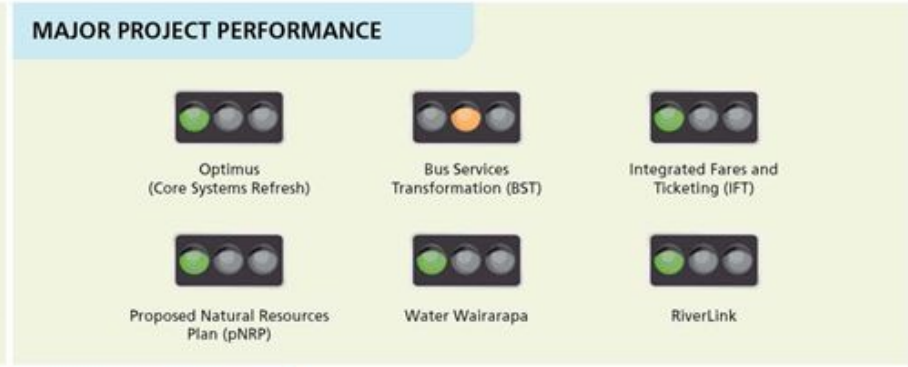 MAJOR PROJECT PERFORMANCE
Optimus
(Core Systems Refresh)
Bus Services
Transformation (BST)
Integrated Fares and
Ticketing (IFT)
Proposed Natural Resources
Plan (pNRP)
Water Wairarapa
RiverLink